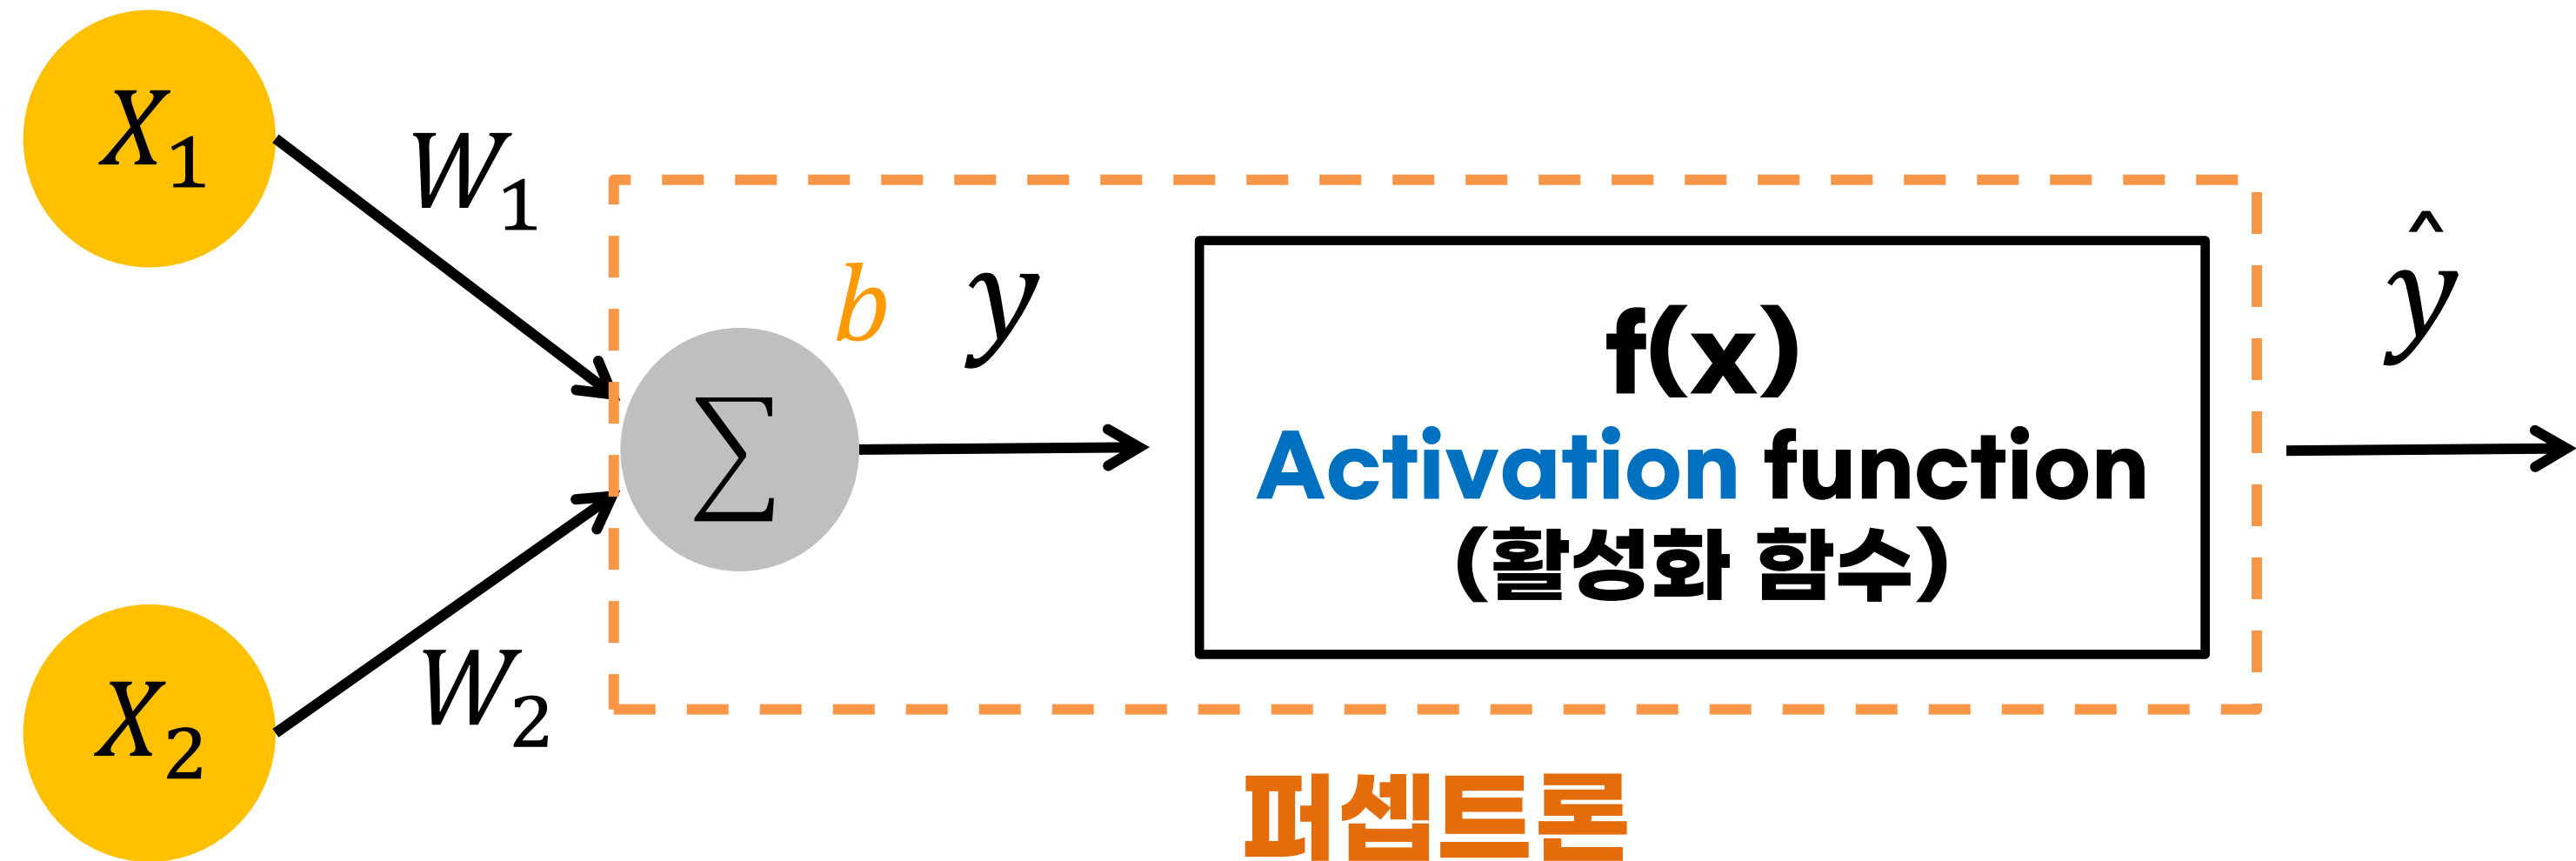 X₁
W₁
b y
ŷ
f(x)
Activation function
(활성화 함수)
∑
W₂
X₂
퍼셉트론